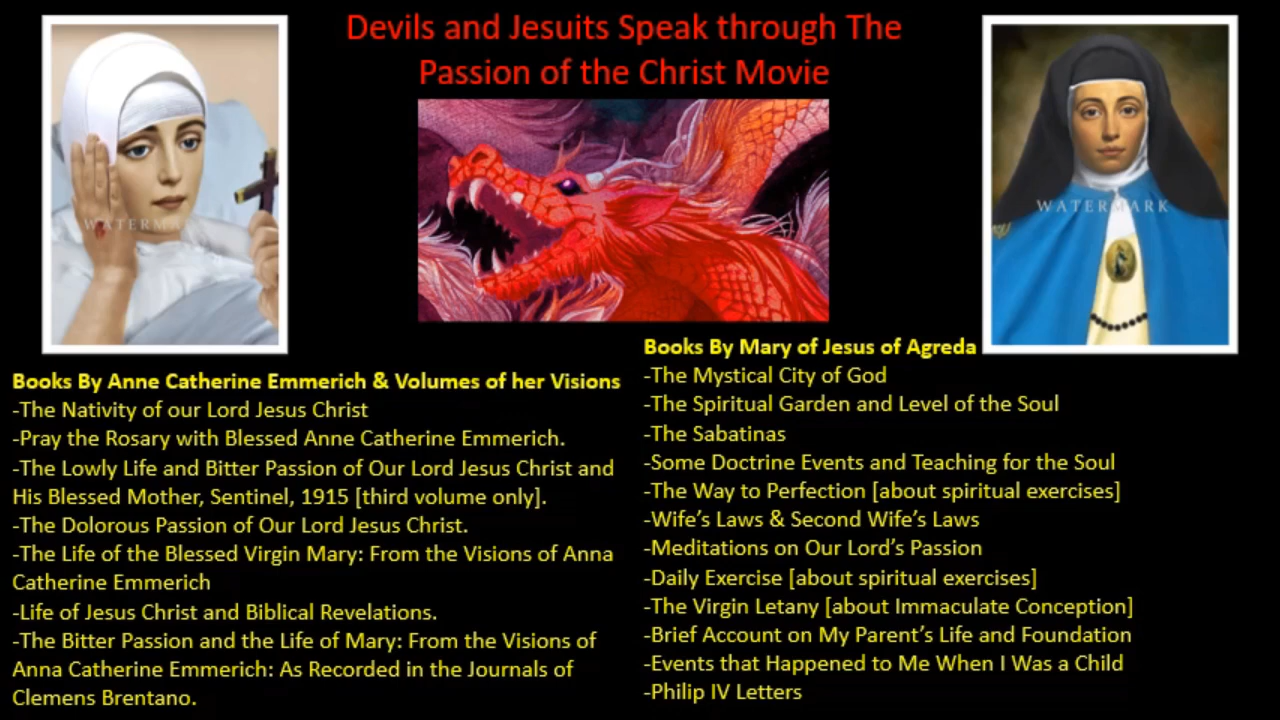 Devils and Jesuits Speak through The
Passion of the Christ Movie
WATERMARK
WATERMARK
Books By Anne Catherine Emmerich & Volumes of her Visions
-The Nativity of our Lord Jesus Christ
-Pray the Rosary with Blessed Anne Catherine Emmerich.
-The Lowly Life and Bitter Passion of Our Lord Jesus Christ and
His Blessed Mother, Sentinel, 1915 [third volume only].
-The Dolorous Passion of Our Lord Jesus Christ.
-The Life of the Blessed Virgin Mary: From the Visions of Anna
Catherine Emmerich
-Life of Jesus Christ and Biblical Revelations.
-The Bitter Passion and the Life of Mary: From the Visions of
Anna Catherine Emmerich: As Recorded in the Journals of
Clemens Brentano.
Books By Mary of Jesus of Agreda
-The Mystical City of God
-The Spiritual Garden and Level of the Soul
-The Sabatinas
-Some Doctrine Events and Teaching for the Soul
-The Way to Perfection [about spiritual exercises]
-Wife's Laws & Second Wife's Laws
-Meditations on Our Lord's Passion
-Daily Exercise [about spiritual exercises]
-The Virgin Letany [about Immaculate Conception]
-Brief Account on My Parent's Life and Foundation
-Events that Happened to Me When I Was a Child
-Philip IV Letters